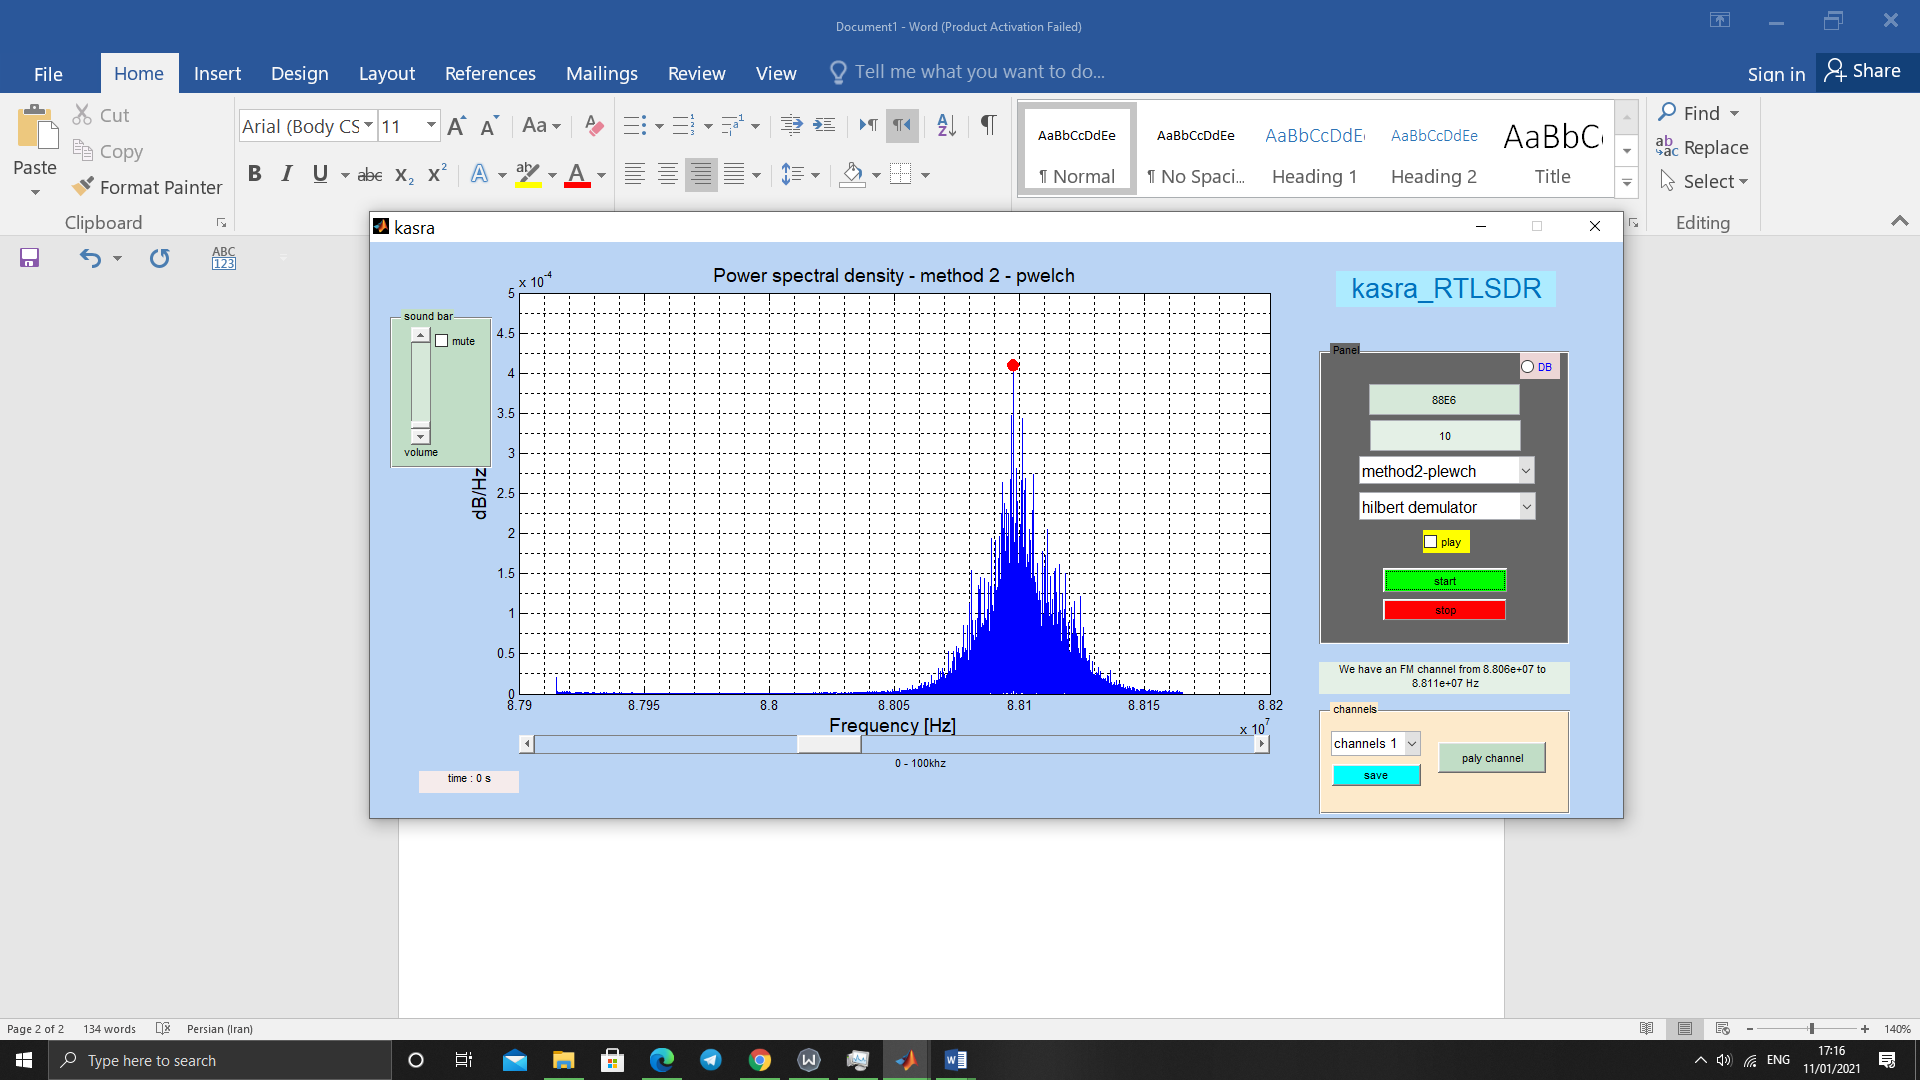 Document1 - Word (Product Activation Failed)
File Home Insert Design Layout References Mailings Review View Tell me what you want to do... Sign in Share
Paste
Cut
Copy
Format Painter
Clipboard
Arial (Body CS 11
AaBbCcDdEe AaBbCcDdEe AaBbCcDdE AaBbCcDdEe AaBbC
¶ Normal ¶ No Spaci... Heading 1 Heading 2 Title
Find
Replace
Select
Editing
ABC
123
kasra
Power spectral density - method 2 - pwelch
x 10-4
5
4.5
4
3.5
3
2.5
2
1.5
1
0.5
0
dB/Hz
8.79 8.795 8.8 8.805 8.81 8.815 8.82
Frequency [Hz]
x 107
0 - 100khz
sound bar
mute
volume
time : 0 s
kasra_RTLSDR
Panel
DB
88E6
10
method2-plewch
hilbert demulator
play
start
stop
We have an FM channel from 8.806e+07 to
8.811e+07 Hz
channels
channels 1
save
paly channel
Page 2 of 2 134 words Persian (Iran) 140%
Type here to search
ENG
17:16
11/01/2021